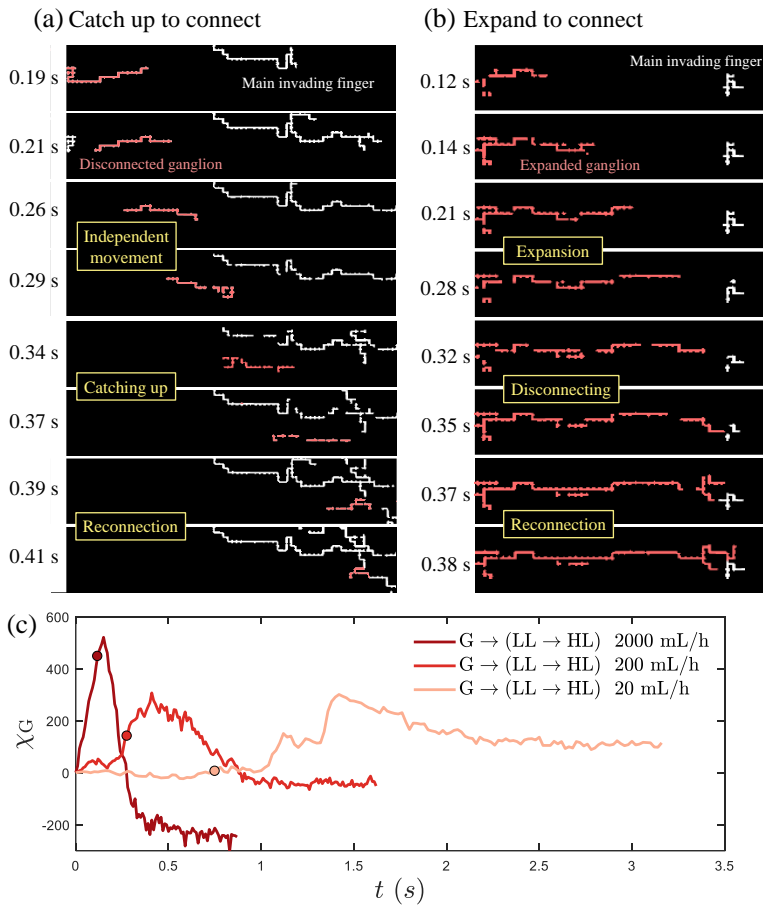 (a) Catch up to connect
0.19 s
Main invading finger
0.21 s
Disconnected ganglion
0.26 s
Independent
movement
0.29 s
0.34 s
Catching up
0.37 s
0.39 s
Reconnection
0.41 s
(b) Expand to connect
Main invading finger
0.12 s
0.14 s
Expanded ganglion
0.21 s
Expansion
0.28 s
0.32 s
Disconnecting
0.35 s
0.37 s
Reconnection
0.38 s
(c)
600
400
200
0
-200
χG
G → (LL → HL) 2000 mL/h
G → (LL → HL) 200 mL/h
G → (LL → HL) 20 mL/h
0 0.5 1 1.5 2 2.5 3 3.5
t (s)